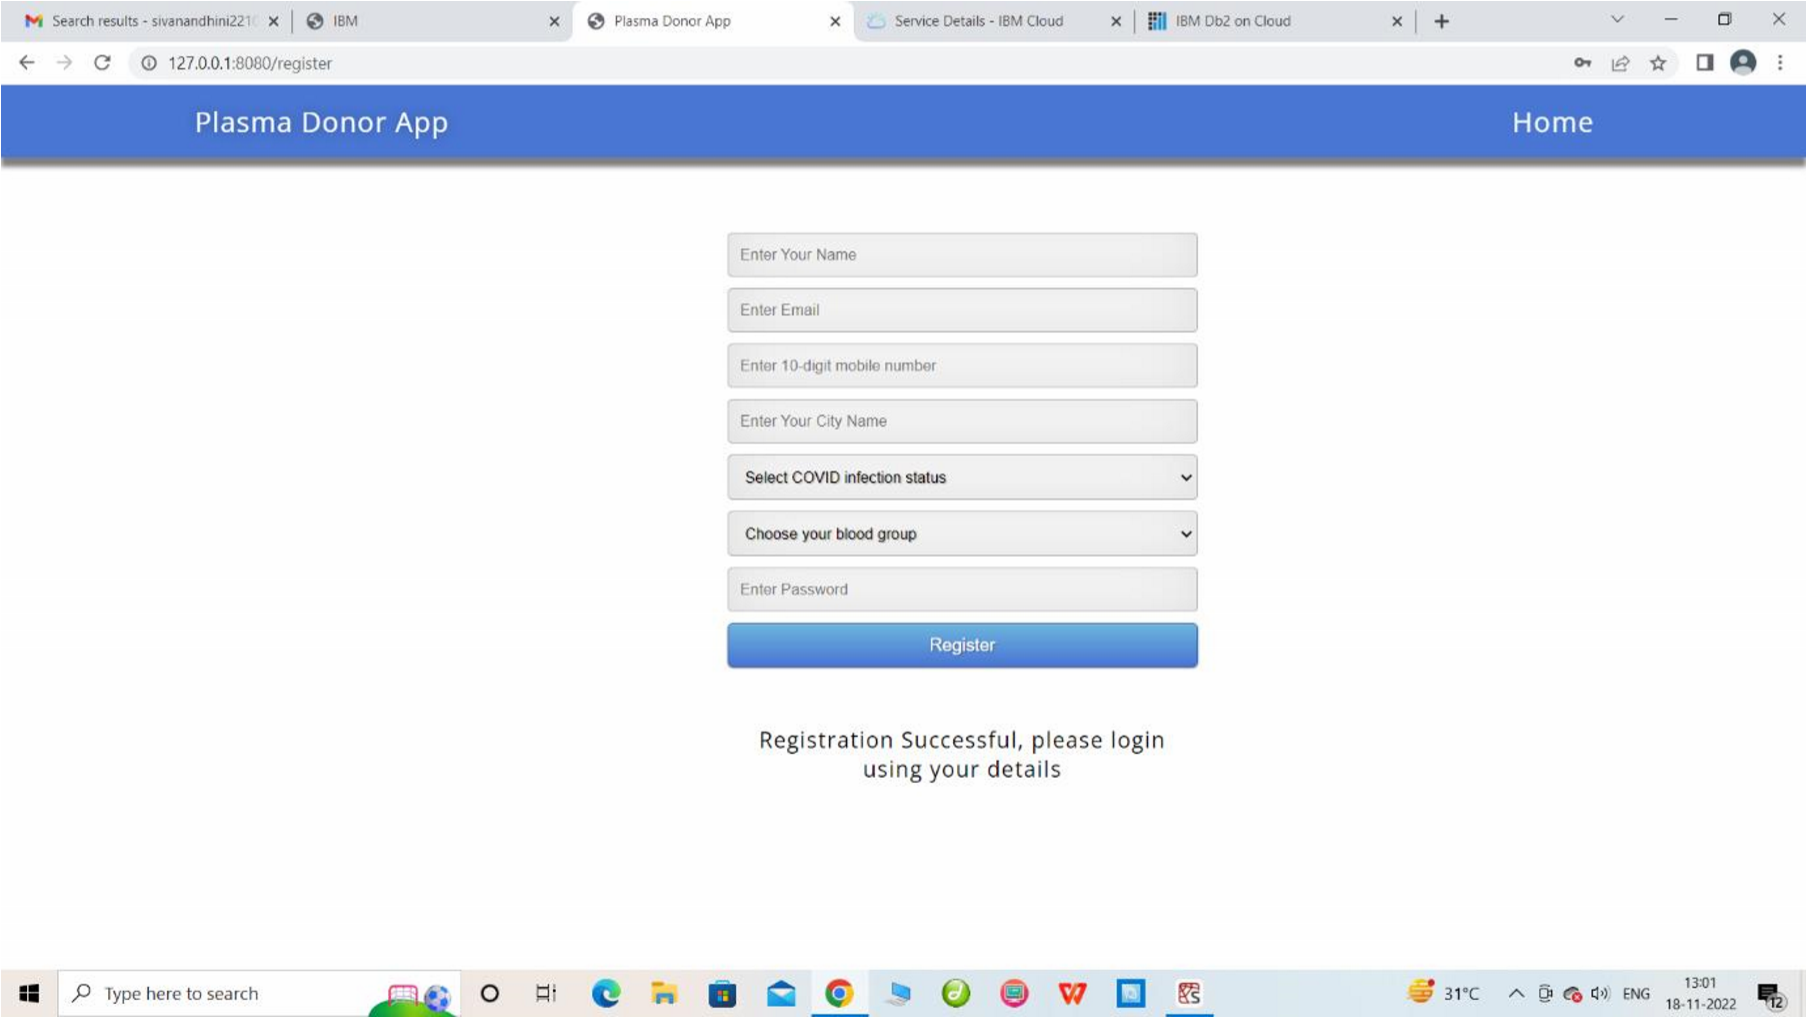 Search results - sivanandhini221
IBM
Plasma Donor App
Service Details - IBM Cloud
IBM Db2 on Cloud
127.0.0.1:8080/register
Plasma Donor App
Home
Enter Your Name
Enter Email
Enter 10-digit mobile number
Enter Your City Name
Select COVID infection status
Choose your blood group
Enter Password
Register
Registration Successful, please login
using your details
Type here to search
31°C
ENG
13:01
18-11-2022
12